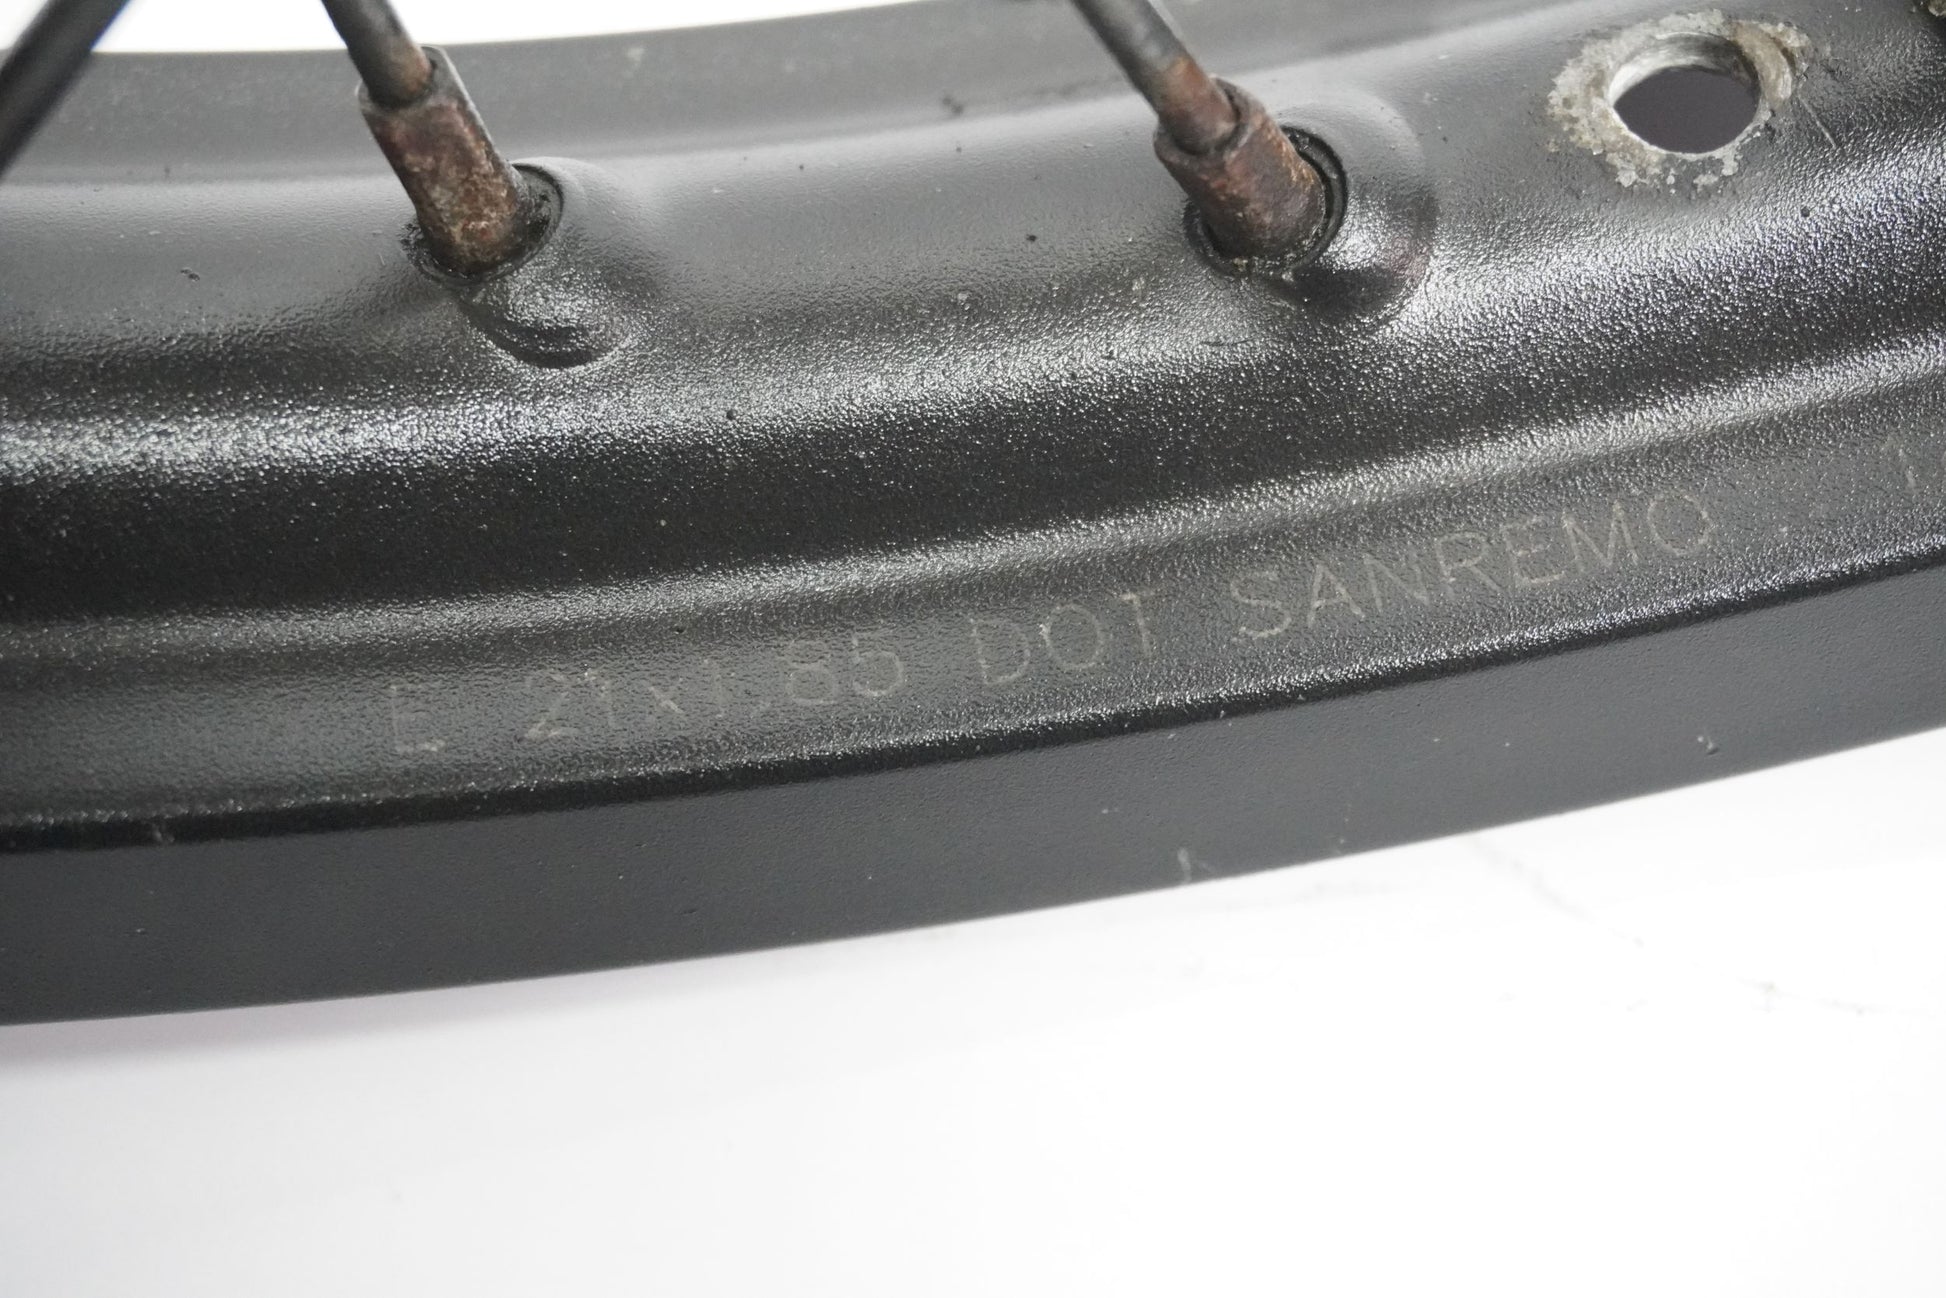 E 21x1.85 DOT SANREMO